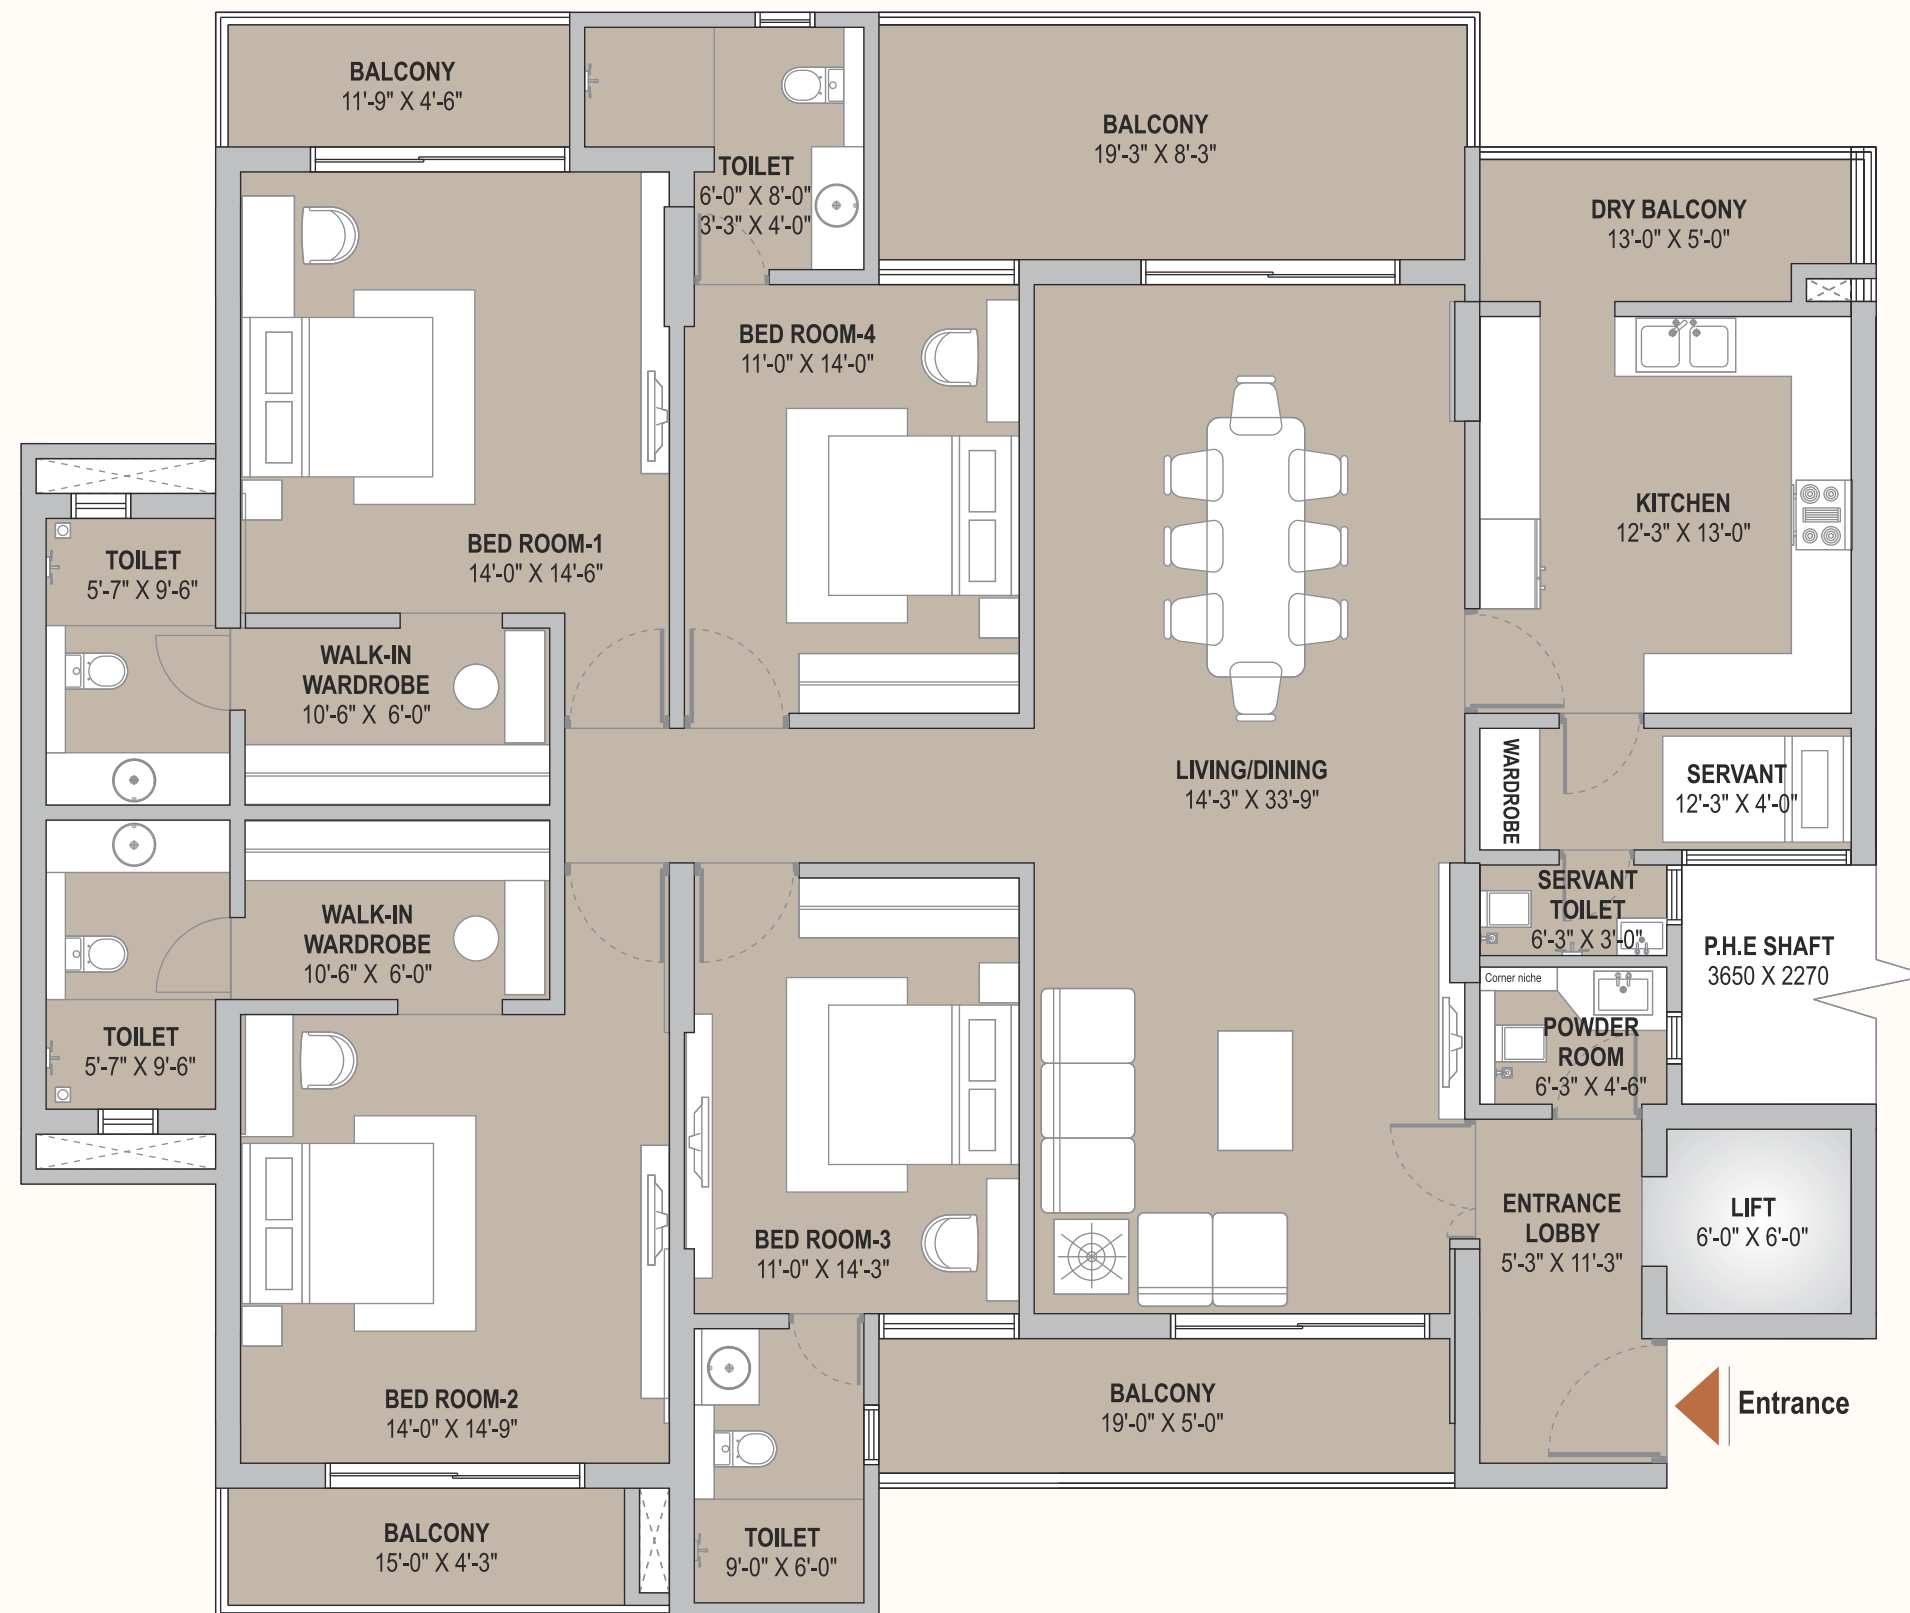 BALCONY
11'-9" X 4'-6"
TOILET
6'-0" X 8'-0"
3'-3" X 4'-0"
BALCONY
19'-3" X 8'-3"
DRY BALCONY
13'-0" X 5'-0"
BED ROOM-4
11'-0" X 14'-0"
BED ROOM-1
14'-0" X 14'-6"
KITCHEN
12'-3" X 13'-0"
TOILET
5'-7" X 9'-6"
WALK-IN
WARDROBE
10'-6" X 6'-0"
LIVING/DINING
14'-3" X 33'-9"
WARDROBE
SERVANT
12'-3" X 4'-0"
SERVANT
TOILET
6'-3" X 3'-0"
WALK-IN
WARDROBE
10'-6" X 6'-0"
P.H.E SHAFT
3650 X 2270
Corner niche
POWDER
ROOM
6'-3" X 4'-6"
TOILET
5'-7" X 9'-6"
ENTRANCE
LOBBY
5'-3" X 11'-3"
LIFT
6'-0" X 6'-0"
BED ROOM-3
11'-0" X 14'-3"
BED ROOM-2
14'-0" X 14'-9"
BALCONY
19'-0" X 5'-0"
Entrance
BALCONY
15'-0" X 4'-3"
TOILET
9'-0" X 6'-0"